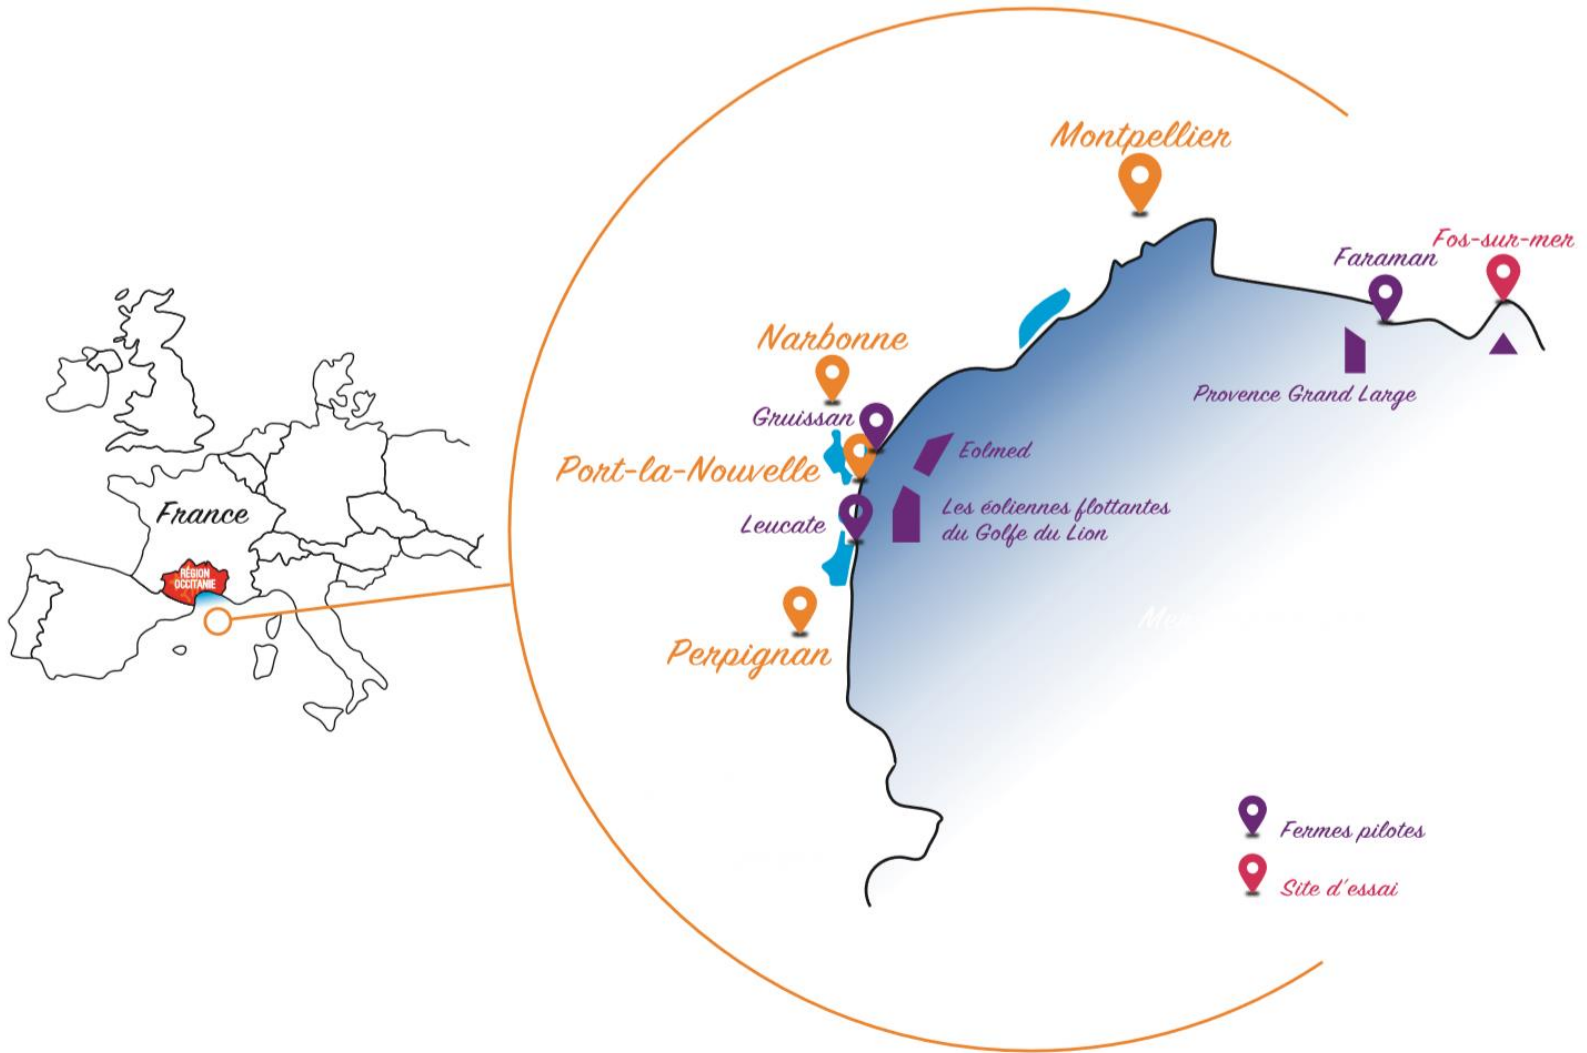 France
RÉGION
OCCITANIE
Montpellier
Fos-sur-mer
Faraman
Narbonne
Provence Grand Large
Gruissan
Eolmed
Port-la-Nouvelle
Les éoliennes flottantes
du Golfe du Lion
Leucate
Mer
Perpignan
Fermes pilotes
Site d'essai